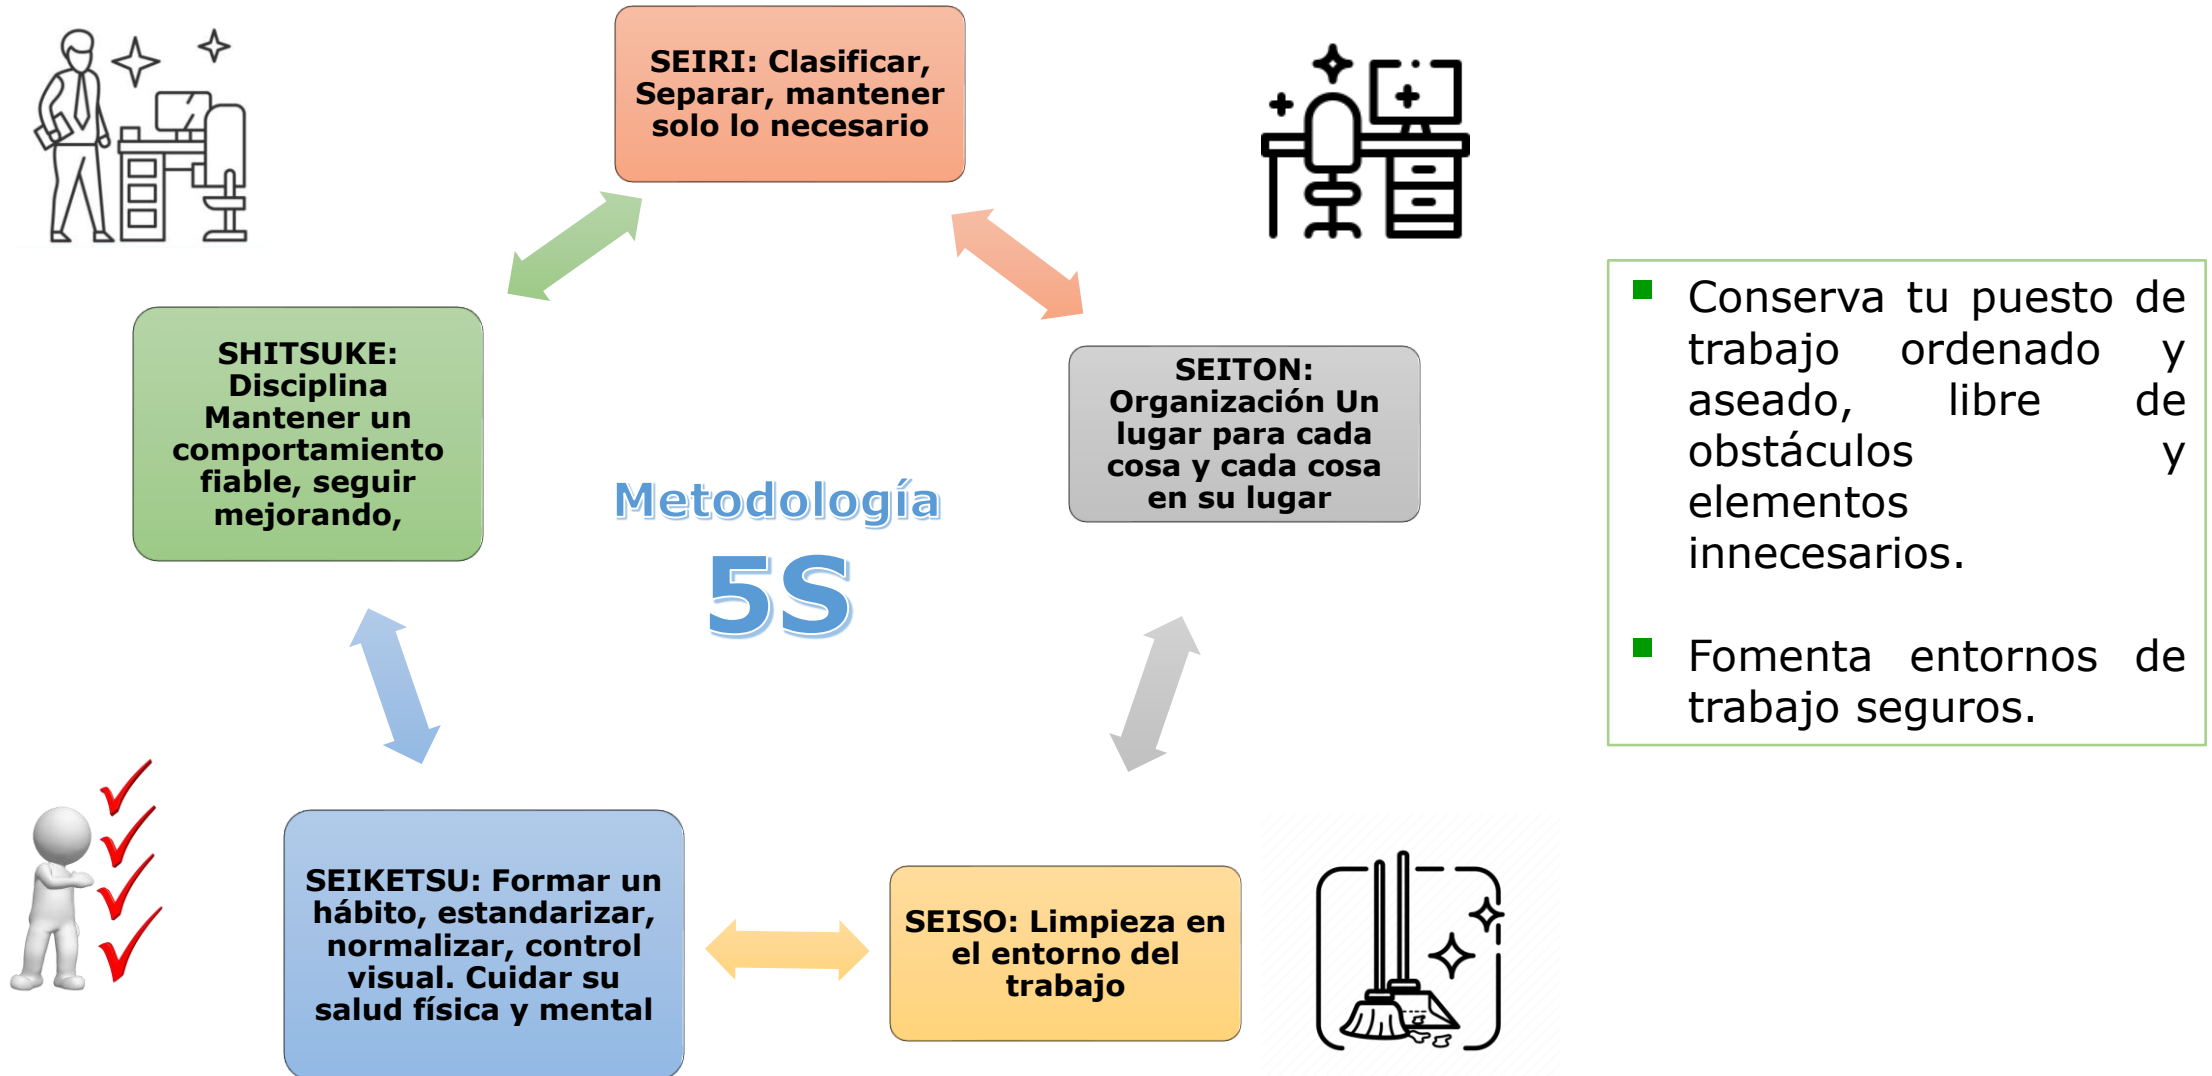 SEIRI: Clasificar,
Separar, mantener
solo lo necesario
SHITSUKE:
Disciplina
Mantener un
comportamiento
fiable, seguir
mejorando,
SEITON:
Organización Un
lugar para cada
cosa y cada cosa
en su lugar
Metodología
5S
SEIKETSU: Formar un
hábito, estandarizar,
normalizar, control
visual. Cuidar su
salud física y mental
SEISO: Limpieza en
el entorno del
trabajo
Conserva tu puesto de
trabajo ordenado y
aseado, libre de
obstáculos y
elementos
innecesarios.
Fomenta entornos de
trabajo seguros.